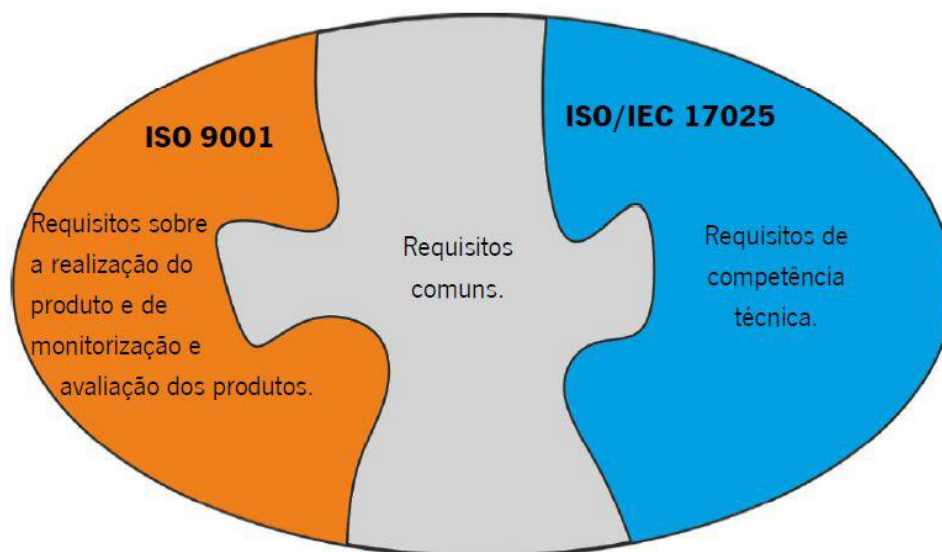 ISO 9001
Requisitos sobre
a realização do
produto e de
monitorização e
avaliação dos produtos.
Requisitos
comuns.
ISO/IEC 17025
Requisitos de
competência
técnica.